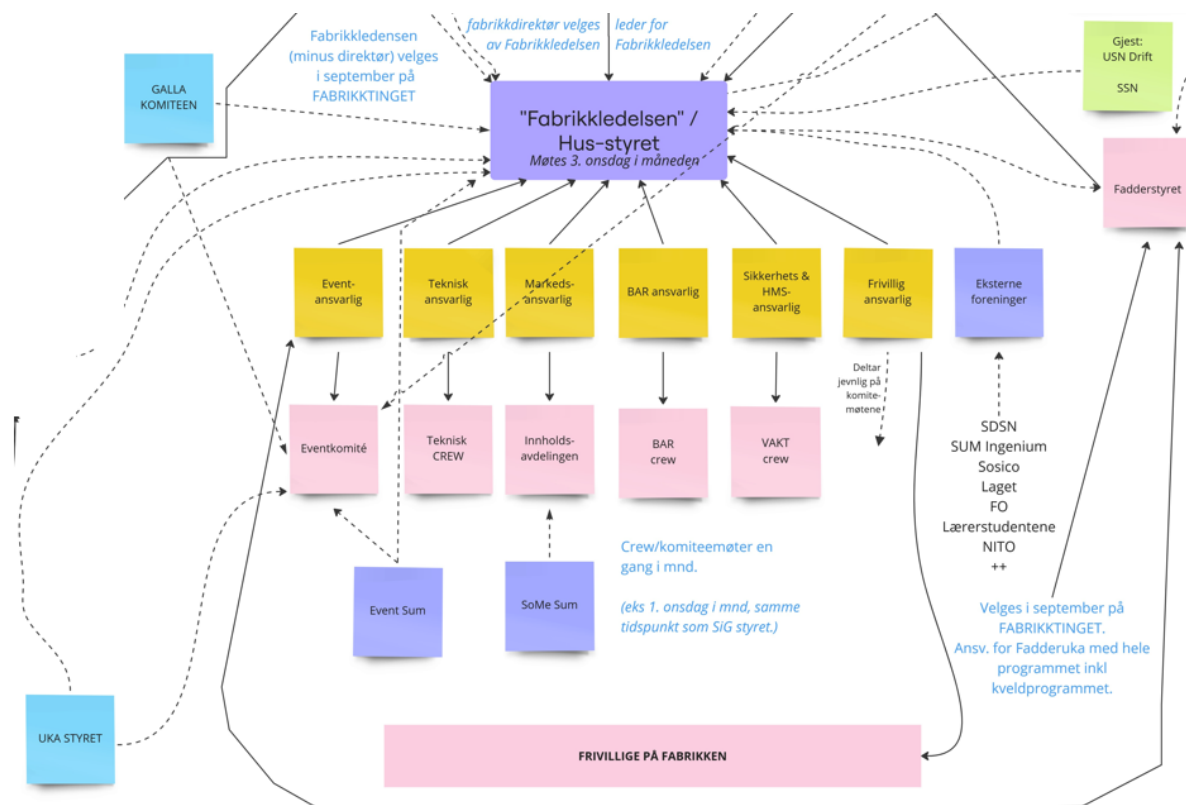 fabrikkdirektør velges
av Fabrikkledelsen
leder for
Fabrikkledelsen
Fabrikkledensen
(minus direktør) velges
i september på
FABRIKKTINGET
Gjest:
USN Drift
SSN
GALLA
KOMITEEN
"Fabrikkledelsen" /
Hus-styret
Møtes 3. onsdag i måneden
Fadderstyret
Event-
ansvarlig
Teknisk
ansvarlig
Markeds-
ansvarlig
BAR ansvarlig
Sikkerhets &
HMS-
ansvarlig
Frivillig
ansvarlig
Eksterne
foreninger
Deltar
jevnlig på
komite-
møtene
Eventkomité
Teknisk
CREW
Innholds-
avdelingen
BAR
crew
VAKT
crew
SDSN
SUM Ingenium
Sosico
Laget
FO
Lærerstudentene
NITO
++
Event Sum
SoMe Sum
Crew/komiteemøter en
gang i mnd.
(eks 1. onsdag i mnd, samme
tidspunkt som SiG styret.)
Velges i september på
FABRIKKTINGET.
Ansv. for Fadderuka med hele
programmet inkl
kveldprogrammet.
UKA STYRET
FRIVILLIGE PÅ FABRIKKEN